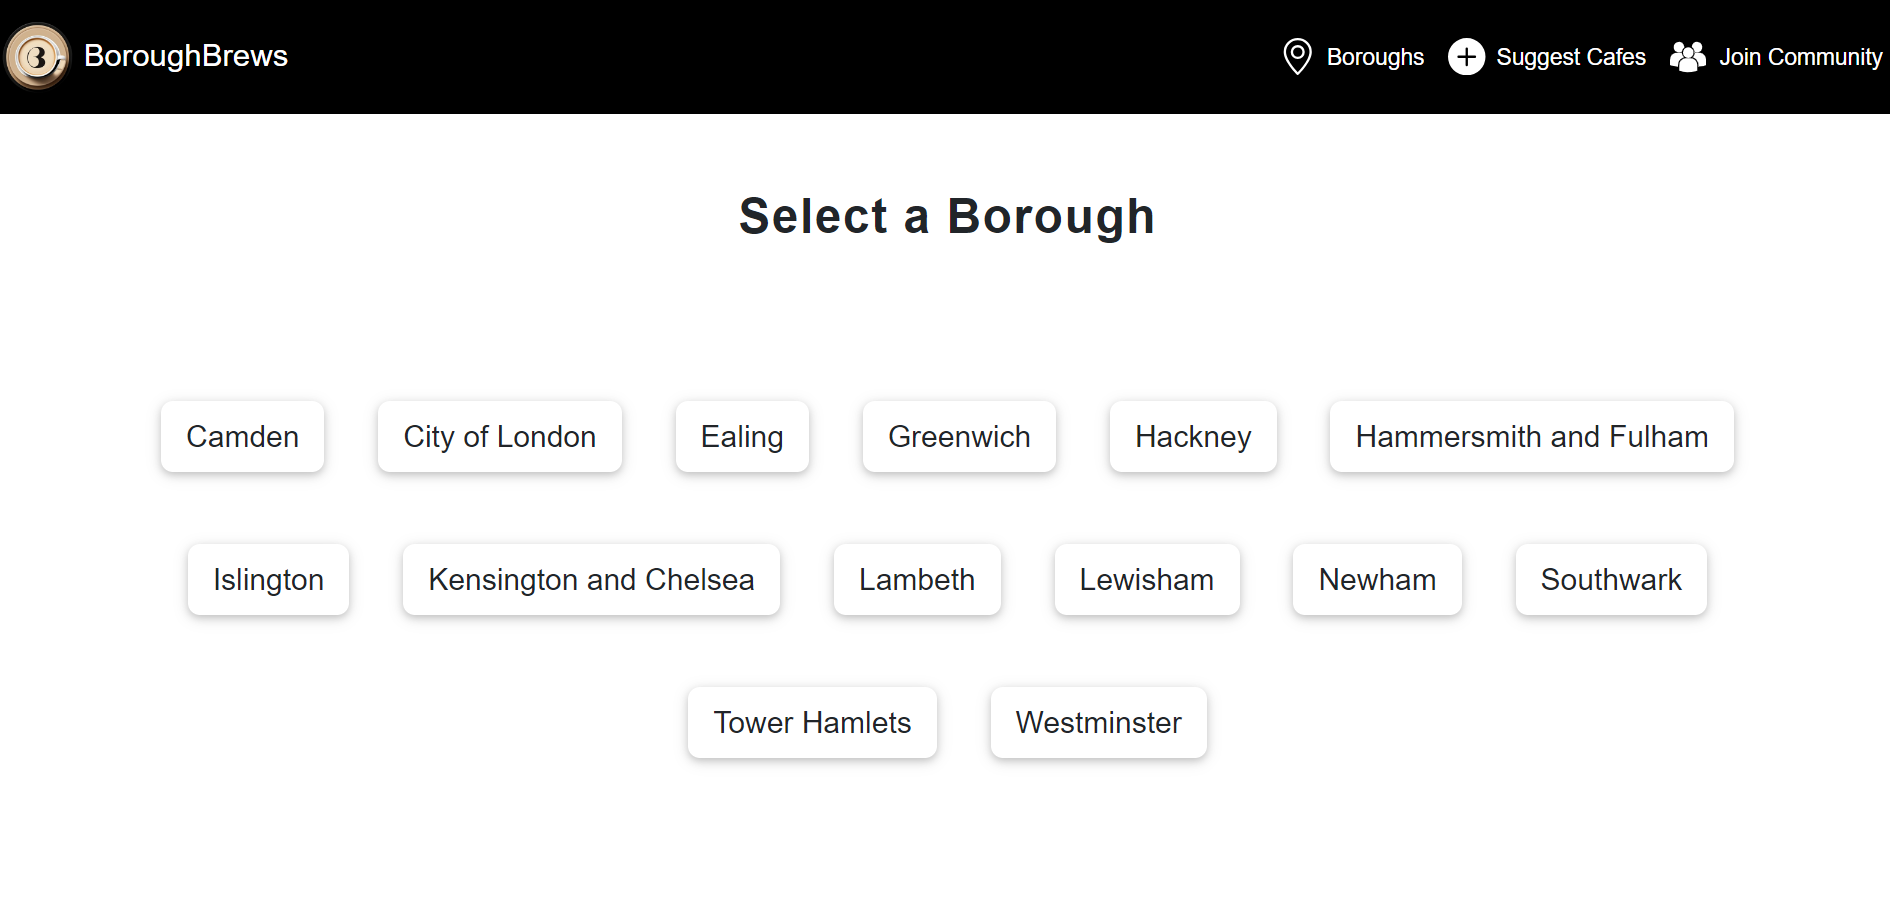 BoroughBrews
Boroughs Suggest Cafes Join Community
Select a Borough
Camden City of London Ealing Greenwich Hackney Hammersmith and Fulham
Islington Kensington and Chelsea Lambeth Lewisham Newham Southwark
Tower Hamlets Westminster